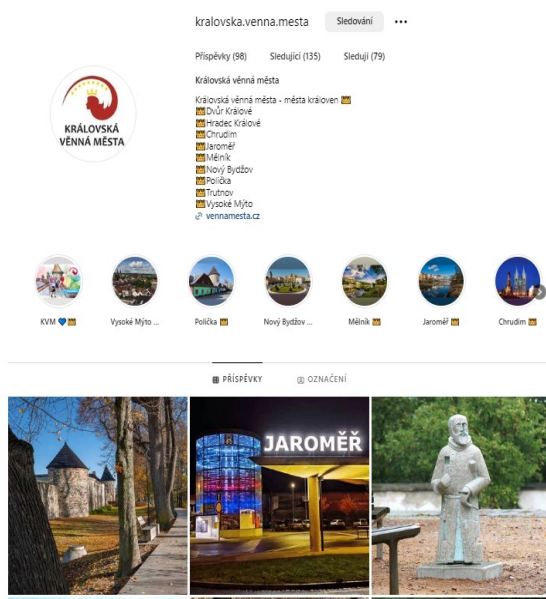 kralovska.venna.mesta
Sledování
Příspěvky (98) Sledující (135) Sleduji (79)
Královská věnná města
Královská věnná města - města královen
Dvůr Králové
Hradec Králové
Chrudim
Jaroměř
Mělník
Nový Bydžov
Polička
Trutnov
Vysoké Mýto
vennamesta.cz
KRÁLOVSKÁ
VĚNNÁ MĚSTA
KVM
Vysoké Mýto ...
Polička
Nový Bydžov ...
Mělník
Jaroměř
Chrudim
PŘÍSPĚVKY
OZNAČENÍ
JAROMĚŘ